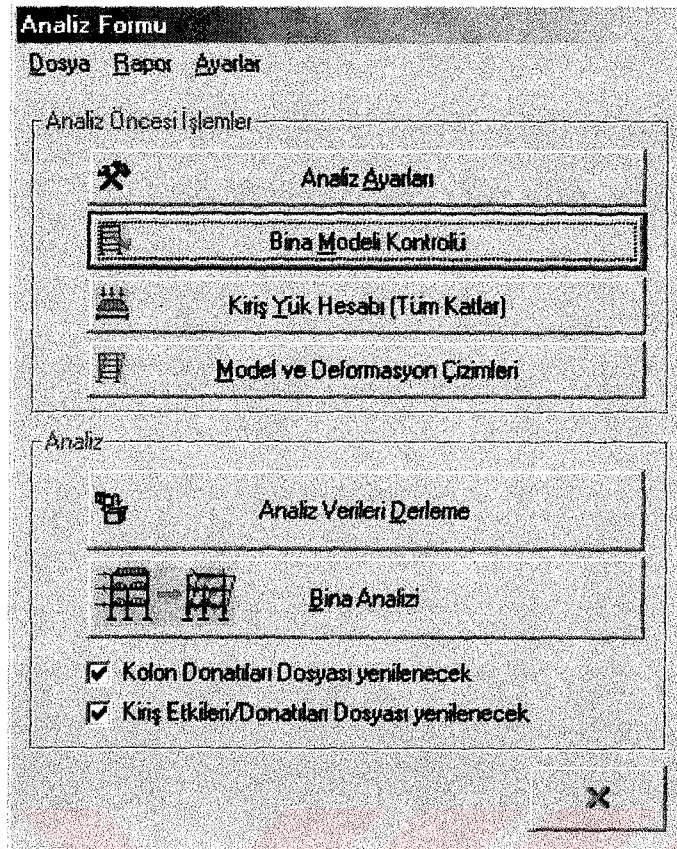 Analiz Formu
Dosya Rapor Ayarlar
Analiz Öncesi İşlemler
Analiz Ayarları
Bina Modeli Kontrolü
Kiriş Yük Hesabı (Tüm Katlar)
Model ve Deformasyon Çizimleri
Analiz
Analiz Verileri Derleme
Bina Analizi
Kolon Donatıları Dosyası yenilenecek
Kiriş Etkileri/Donatıları Dosyası yenilenecek